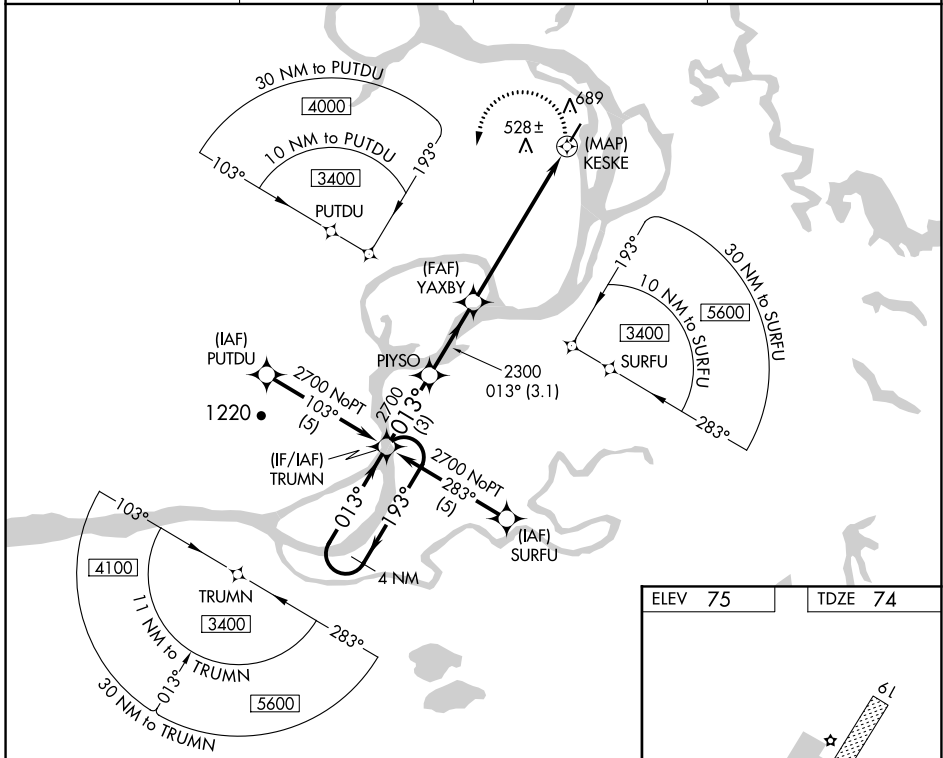 30 NM to PUTDU
4000
10 NM to PUTDU
3400
103°
193°
PUTDU
528±
689
(MAP)
KESKE
193°
30 NM to SURFU
10 NM to SURFU
5600
3400
SURFU
283°
(FAF)
YAXBY
(IAF)
PUTDU
PIYSO
2300
013° (3.1)
2700 NoPT
103°
(5)
1220
2700
013°
(3)
(IF/IAF)
TRUMN
2700 NoPT
283°
(5)
013°
193°
(IAF)
SURFU
4 NM
103°
4100
TRUMN
3400
283°
11 NM to TRUMN
013°
5600
30 NM to TRUMN
ELEV 75
TDZE 74
19